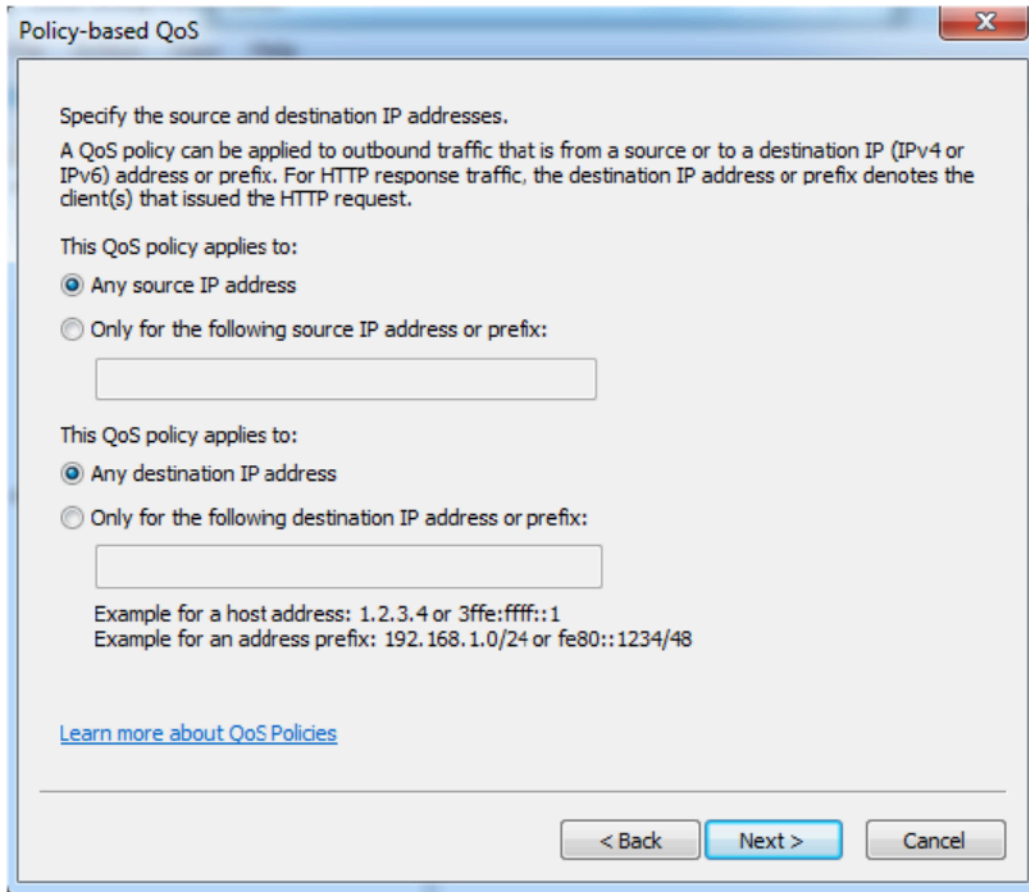 Policy-based QoS
Specify the source and destination IP addresses.
A QoS policy can be applied to outbound traffic that is from a source or to a destination IP (IPv4 or
IPv6) address or prefix. For HTTP response traffic, the destination IP address or prefix denotes the
client(s) that issued the HTTP request.
This QoS policy applies to:
Any source IP address
Only for the following source IP address or prefix:
This QoS policy applies to:
Any destination IP address
Only for the following destination IP address or prefix:
Example for a host address: 1.2.3.4 or 3ffe:ffff::1
Example for an address prefix: 192.168.1.0/24 or fe80::1234/48
Learn more about QoS Policies
< Back Next > Cancel